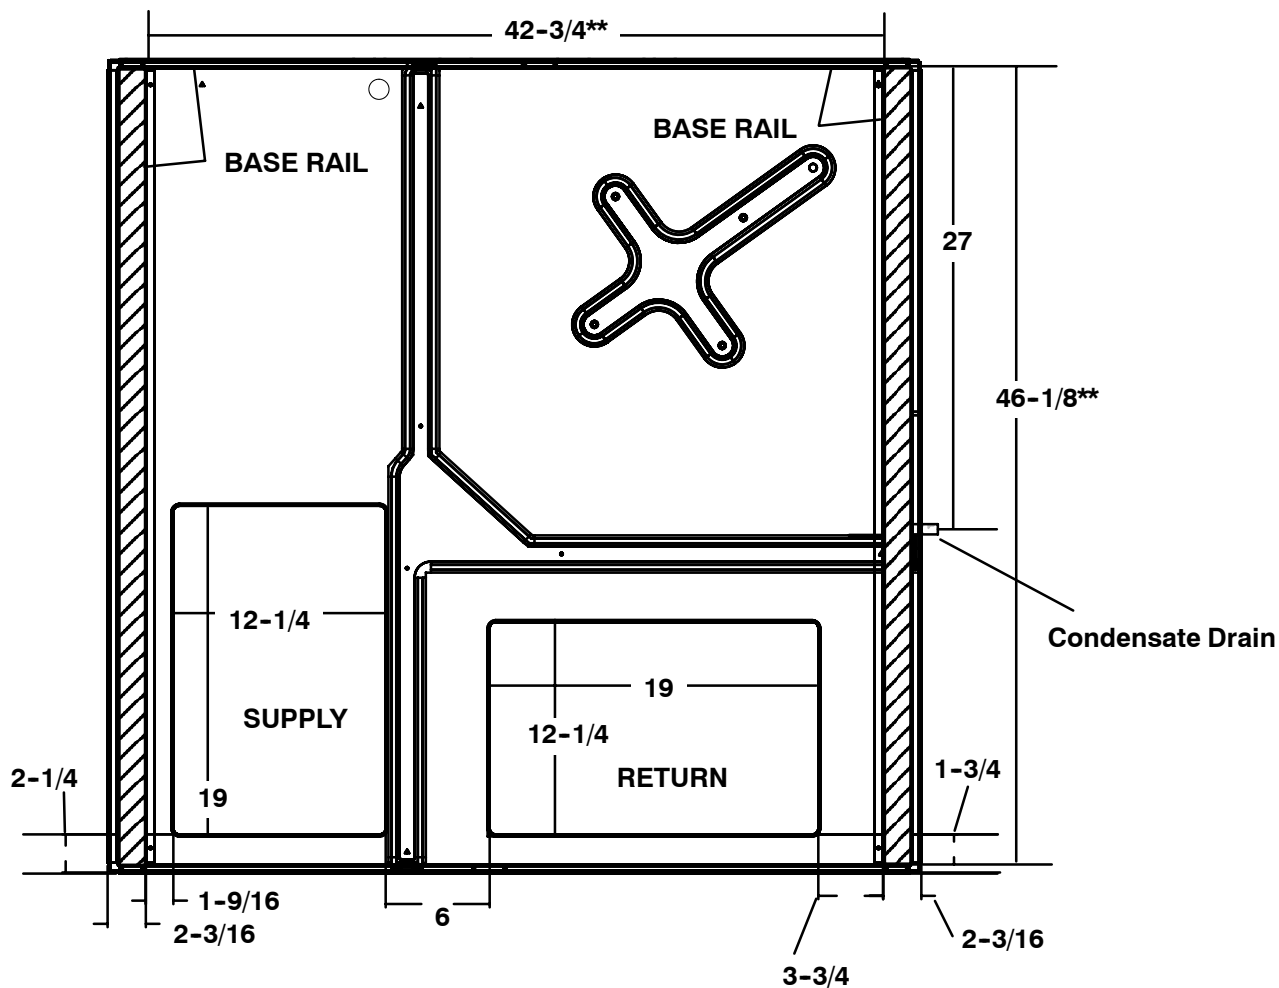 42-3/4**
BASE RAIL
BASE RAIL
27
46-1/8**
12-1/4
Condensate Drain
19
SUPPLY
12-1/4
RETURN
2-1/4
19
1-3/4
1-9/16
6
2-3/16
2-3/16
3-3/4